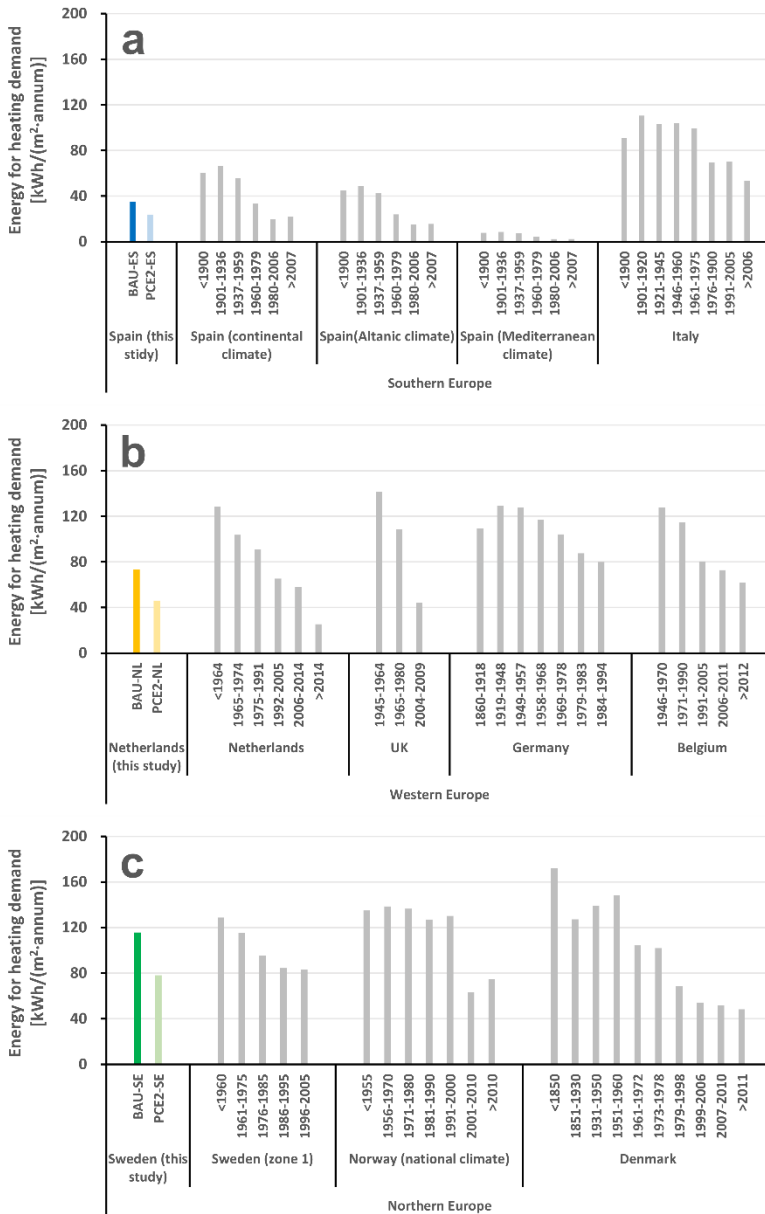 a
Energy for heating demand
[kWh/(m²·annum)]
200
160
120
80
40
0
BAU-ES
PCE2-ES
<1900
1901-1936
1937-1959
1960-1979
1980-2006
>2007
<1900
1901-1936
1937-1959
1960-1979
1980-2006
>2007
<1900
1901-1936
1937-1959
1960-1979
1980-2006
>2007
<1900
1901-1920
1921-1945
1946-1960
1961-1975
1976-1900
1991-2005
>2006
Spain (this
stidy)
Spain (continental
climate)
Spain(Altanic climate)
Spain (Mediterranean
climate)
Italy
Southern Europe
b
Energy for heating demand
[kWh/(m²·annum)]
200
160
120
80
40
0
BAU-NL
PCE2-NL
<1964
1965-1974
1975-1991
1992-2005
2006-2014
>2014
1945-1964
1965-1980
2004-2009
1860-1918
1919-1948
1949-1957
1958-1968
1969-1978
1979-1983
1984-1994
1946-1970
1971-1990
1991-2005
2006-2011
>2012
Netherlands
(this study)
Netherlands
UK
Germany
Belgium
Western Europe
c
Energy for heating demand
[kWh/(m²·annum)]
200
160
120
80
40
0
BAU-SE
PCE2-SE
<1960
1961-1975
1976-1985
1986-1995
1996-2005
<1955
1956-1970
1971-1980
1981-1990
1991-2000
2001-2010
>2010
<1850
1851-1930
1931-1950
1951-1960
1961-1972
1973-1978
1979-1998
1999-2006
2007-2010
>2011
Sweden (this
study)
Sweden (zone 1)
Norway (national climate)
Denmark
Northern Europe